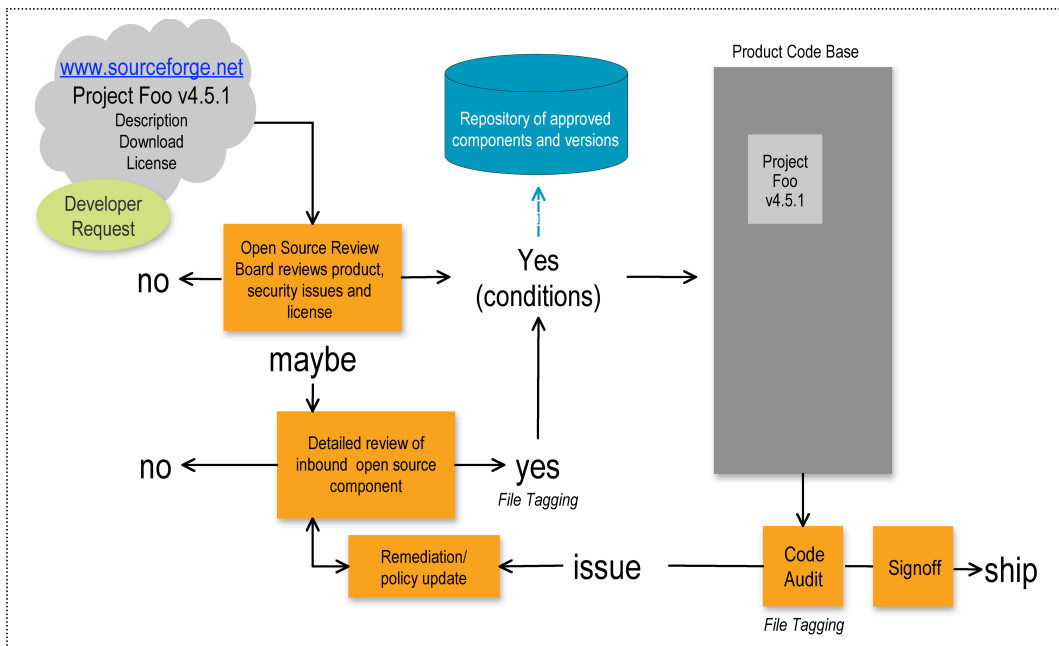 www.sourceforge.net
Project Foo v4.5.1
Description
Download
License
Developer
Request
Repository of approved
components and versions
Product Code Base
Project
Foo
v4.5.1
no
Open Source Review
Board reviews product,
security issues and
license
Yes
(conditions)
maybe
no
Detailed review of
inbound open source
component
yes
File Tagging
Remediation/
policy update
issue
Code
Audit
File Tagging
Signoff
ship